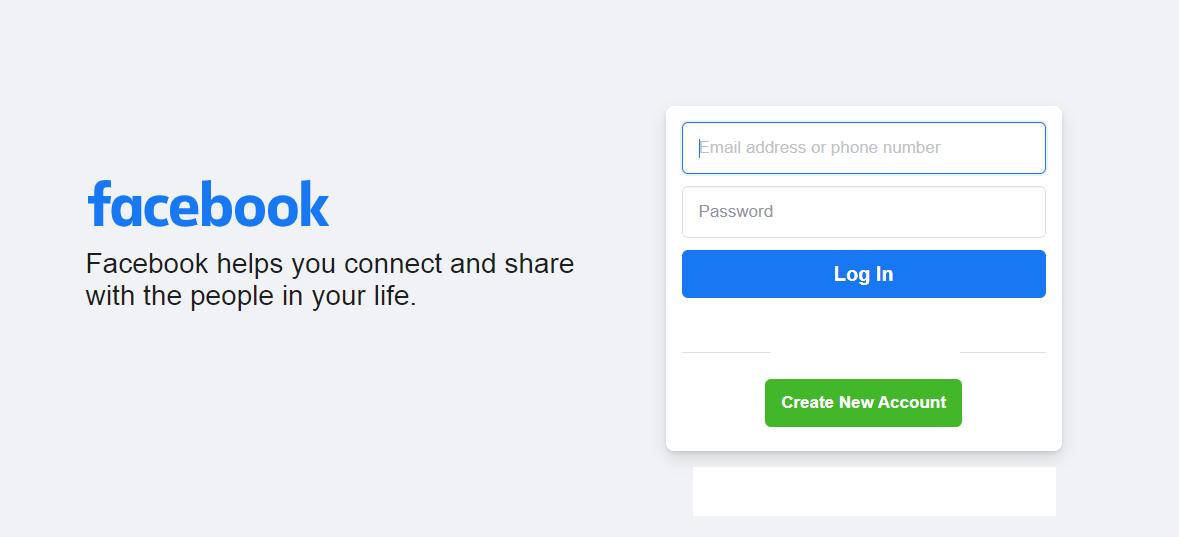 facebook
Facebook helps you connect and share
with the people in your life.
Email address or phone number
Password
Log In
Create New Account